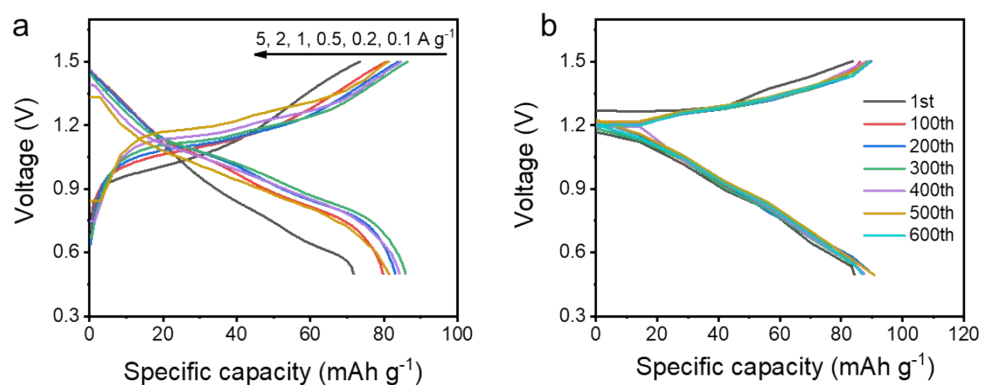 a
5, 2, 1, 0.5, 0.2, 0.1 A g-1
1.5
1.2
0.9
0.6
0.3
Voltage (V)
0 20 40 60 80 100
Specific capacity (mAh g-1)
b
1.5
1.2
0.9
0.6
0.3
Voltage (V)
1st
100th
200th
300th
400th
500th
600th
0 20 40 60 80 100 120
Specific capacity (mAh g-1)